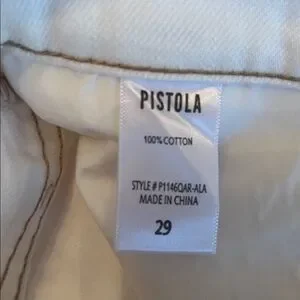 PISTOLA
100% COTTON
STYLE # P1146QAR-ALA
MADE IN CHINA
29